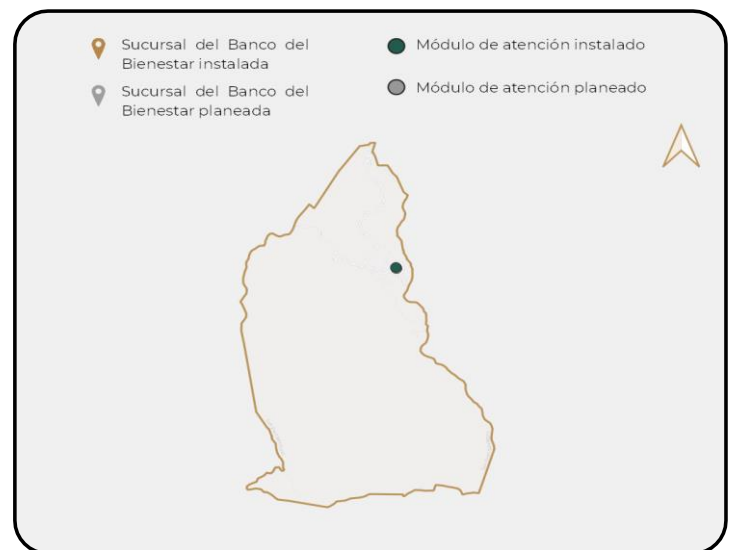 Sucursal del Banco del
Bienestar instalada
Sucursal del Banco del
Bienestar planeada
Módulo de atención instalado
Módulo de atención planeado